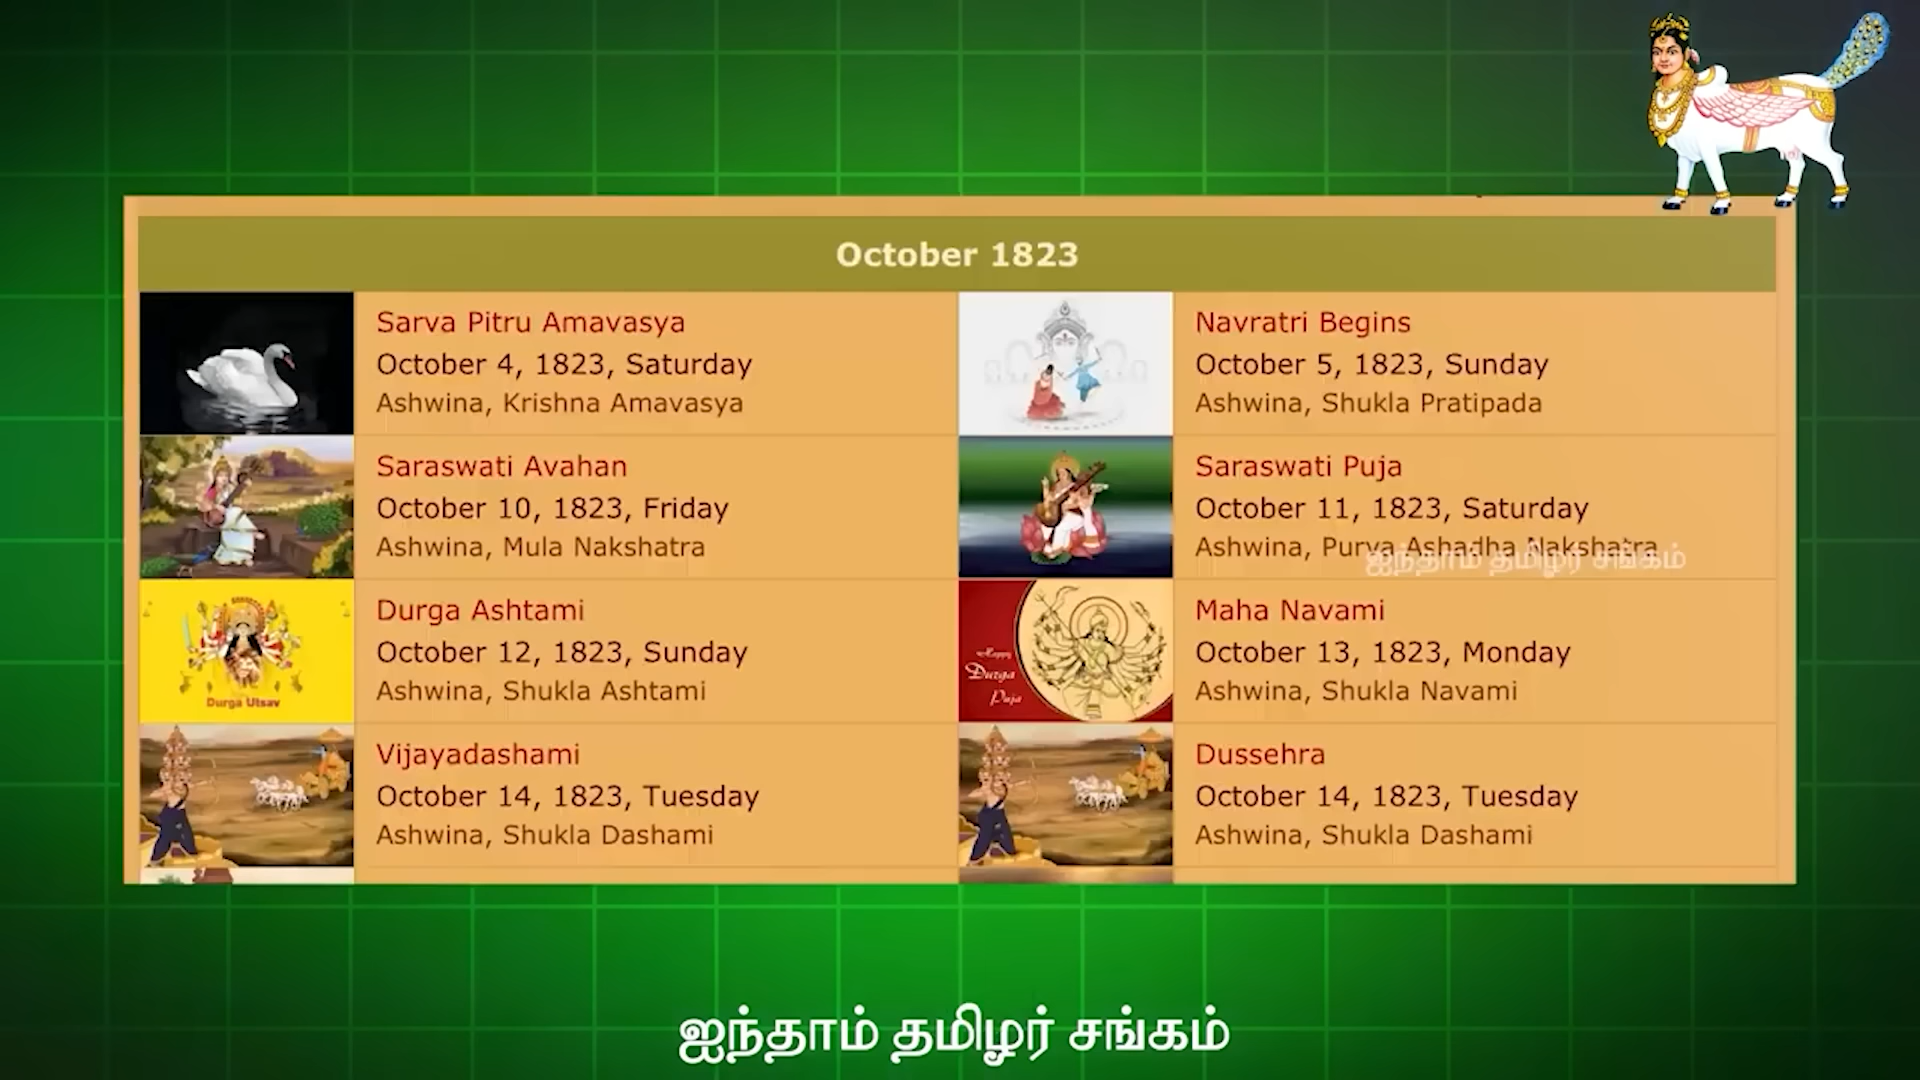 October 1823
Sarva Pitru Amavasya
October 4, 1823, Saturday
Ashwina, Krishna Amavasya
Navratri Begins
October 5, 1823, Sunday
Ashwina, Shukla Pratipada
Saraswati Avahan
October 10, 1823, Friday
Ashwina, Mula Nakshatra
Saraswati Puja
October 11, 1823, Saturday
Ashwina, Purva Ashadha Nakshatra
ஐந்தாம் தமிழர் சங்கம்
Durga Utsav
Durga Ashtami
October 12, 1823, Sunday
Ashwina, Shukla Ashtami
Happy
Durga
Puja
Maha Navami
October 13, 1823, Monday
Ashwina, Shukla Navami
Vijayadashami
October 14, 1823, Tuesday
Ashwina, Shukla Dashami
Dussehra
October 14, 1823, Tuesday
Ashwina, Shukla Dashami
ஐந்தாம் தமிழர் சங்கம்